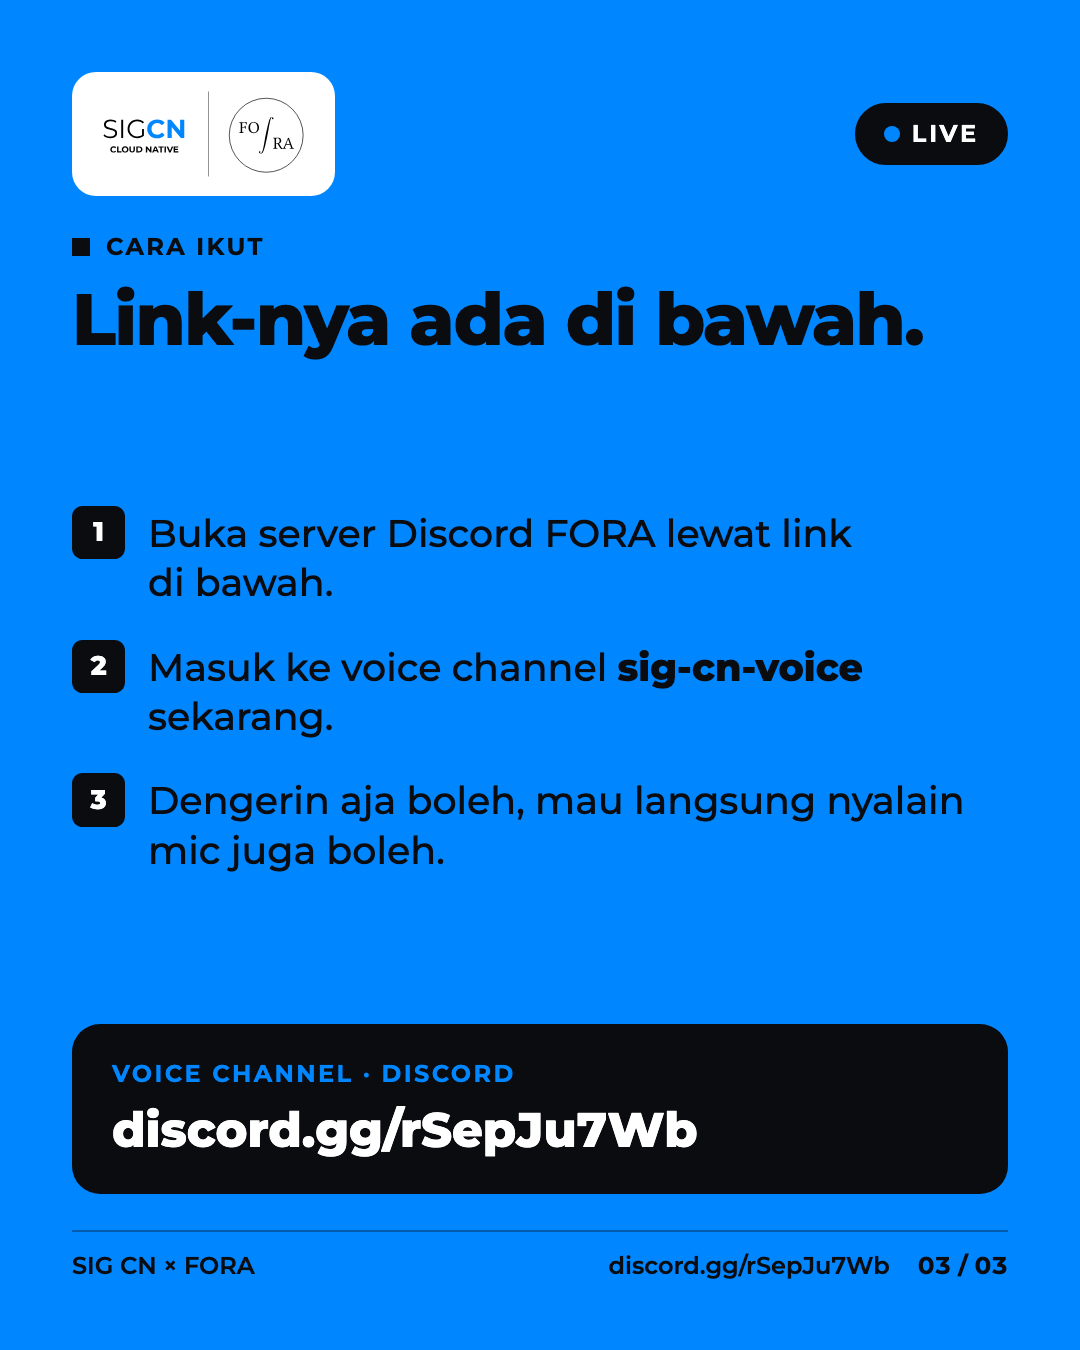 SIGCN
CLOUD NATIVE
FO
RA
LIVE
CARA IKUT
Link-nya ada di bawah.
1
Buka server Discord FORA lewat link
di bawah.
2
Masuk ke voice channel sig-cn-voice
sekarang.
3
Dengerin aja boleh, mau langsung nyalain
mic juga boleh.
VOICE CHANNEL · DISCORD
discord.gg/rSepJu7Wb
SIG CN × FORA
discord.gg/rSepJu7Wb 03 / 03